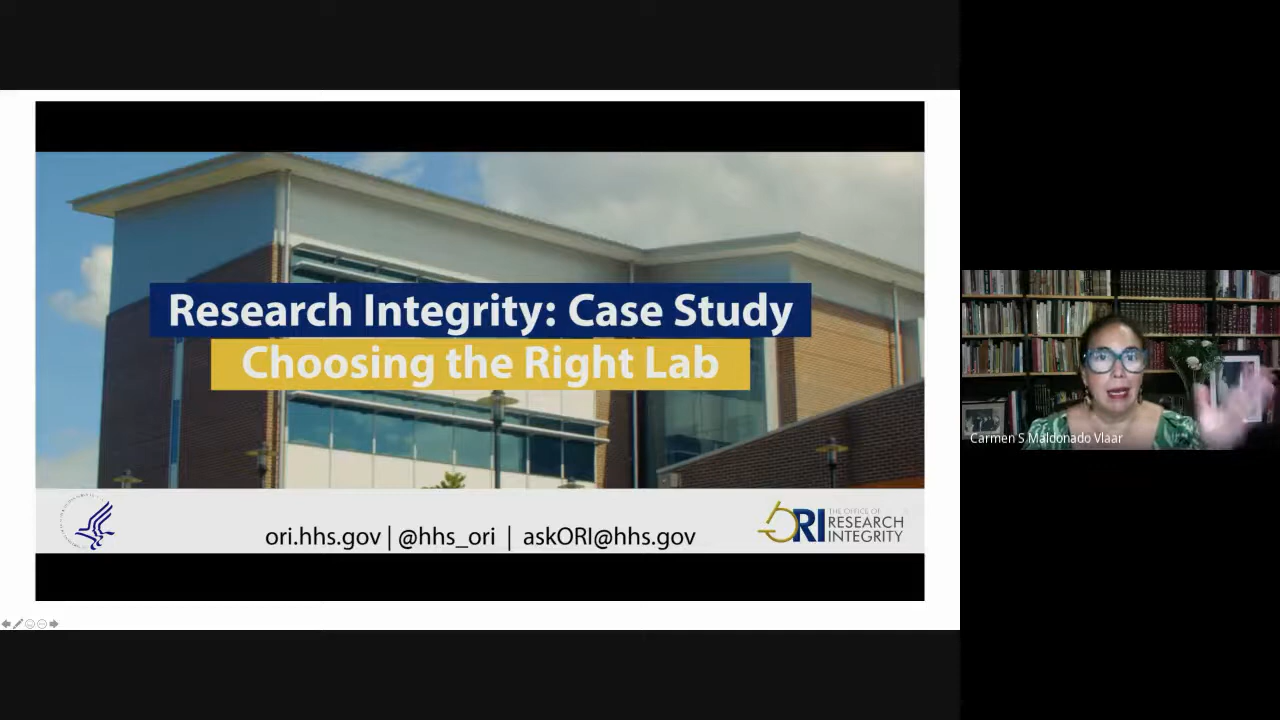 Research Integrity: Case Study
Choosing the Right Lab
ori.hhs.gov | @hhs_ori | askORI@hhs.gov
ORI
THE OFFICE OF
RESEARCH
INTEGRITY
Carmen S Maldonado Vlaar